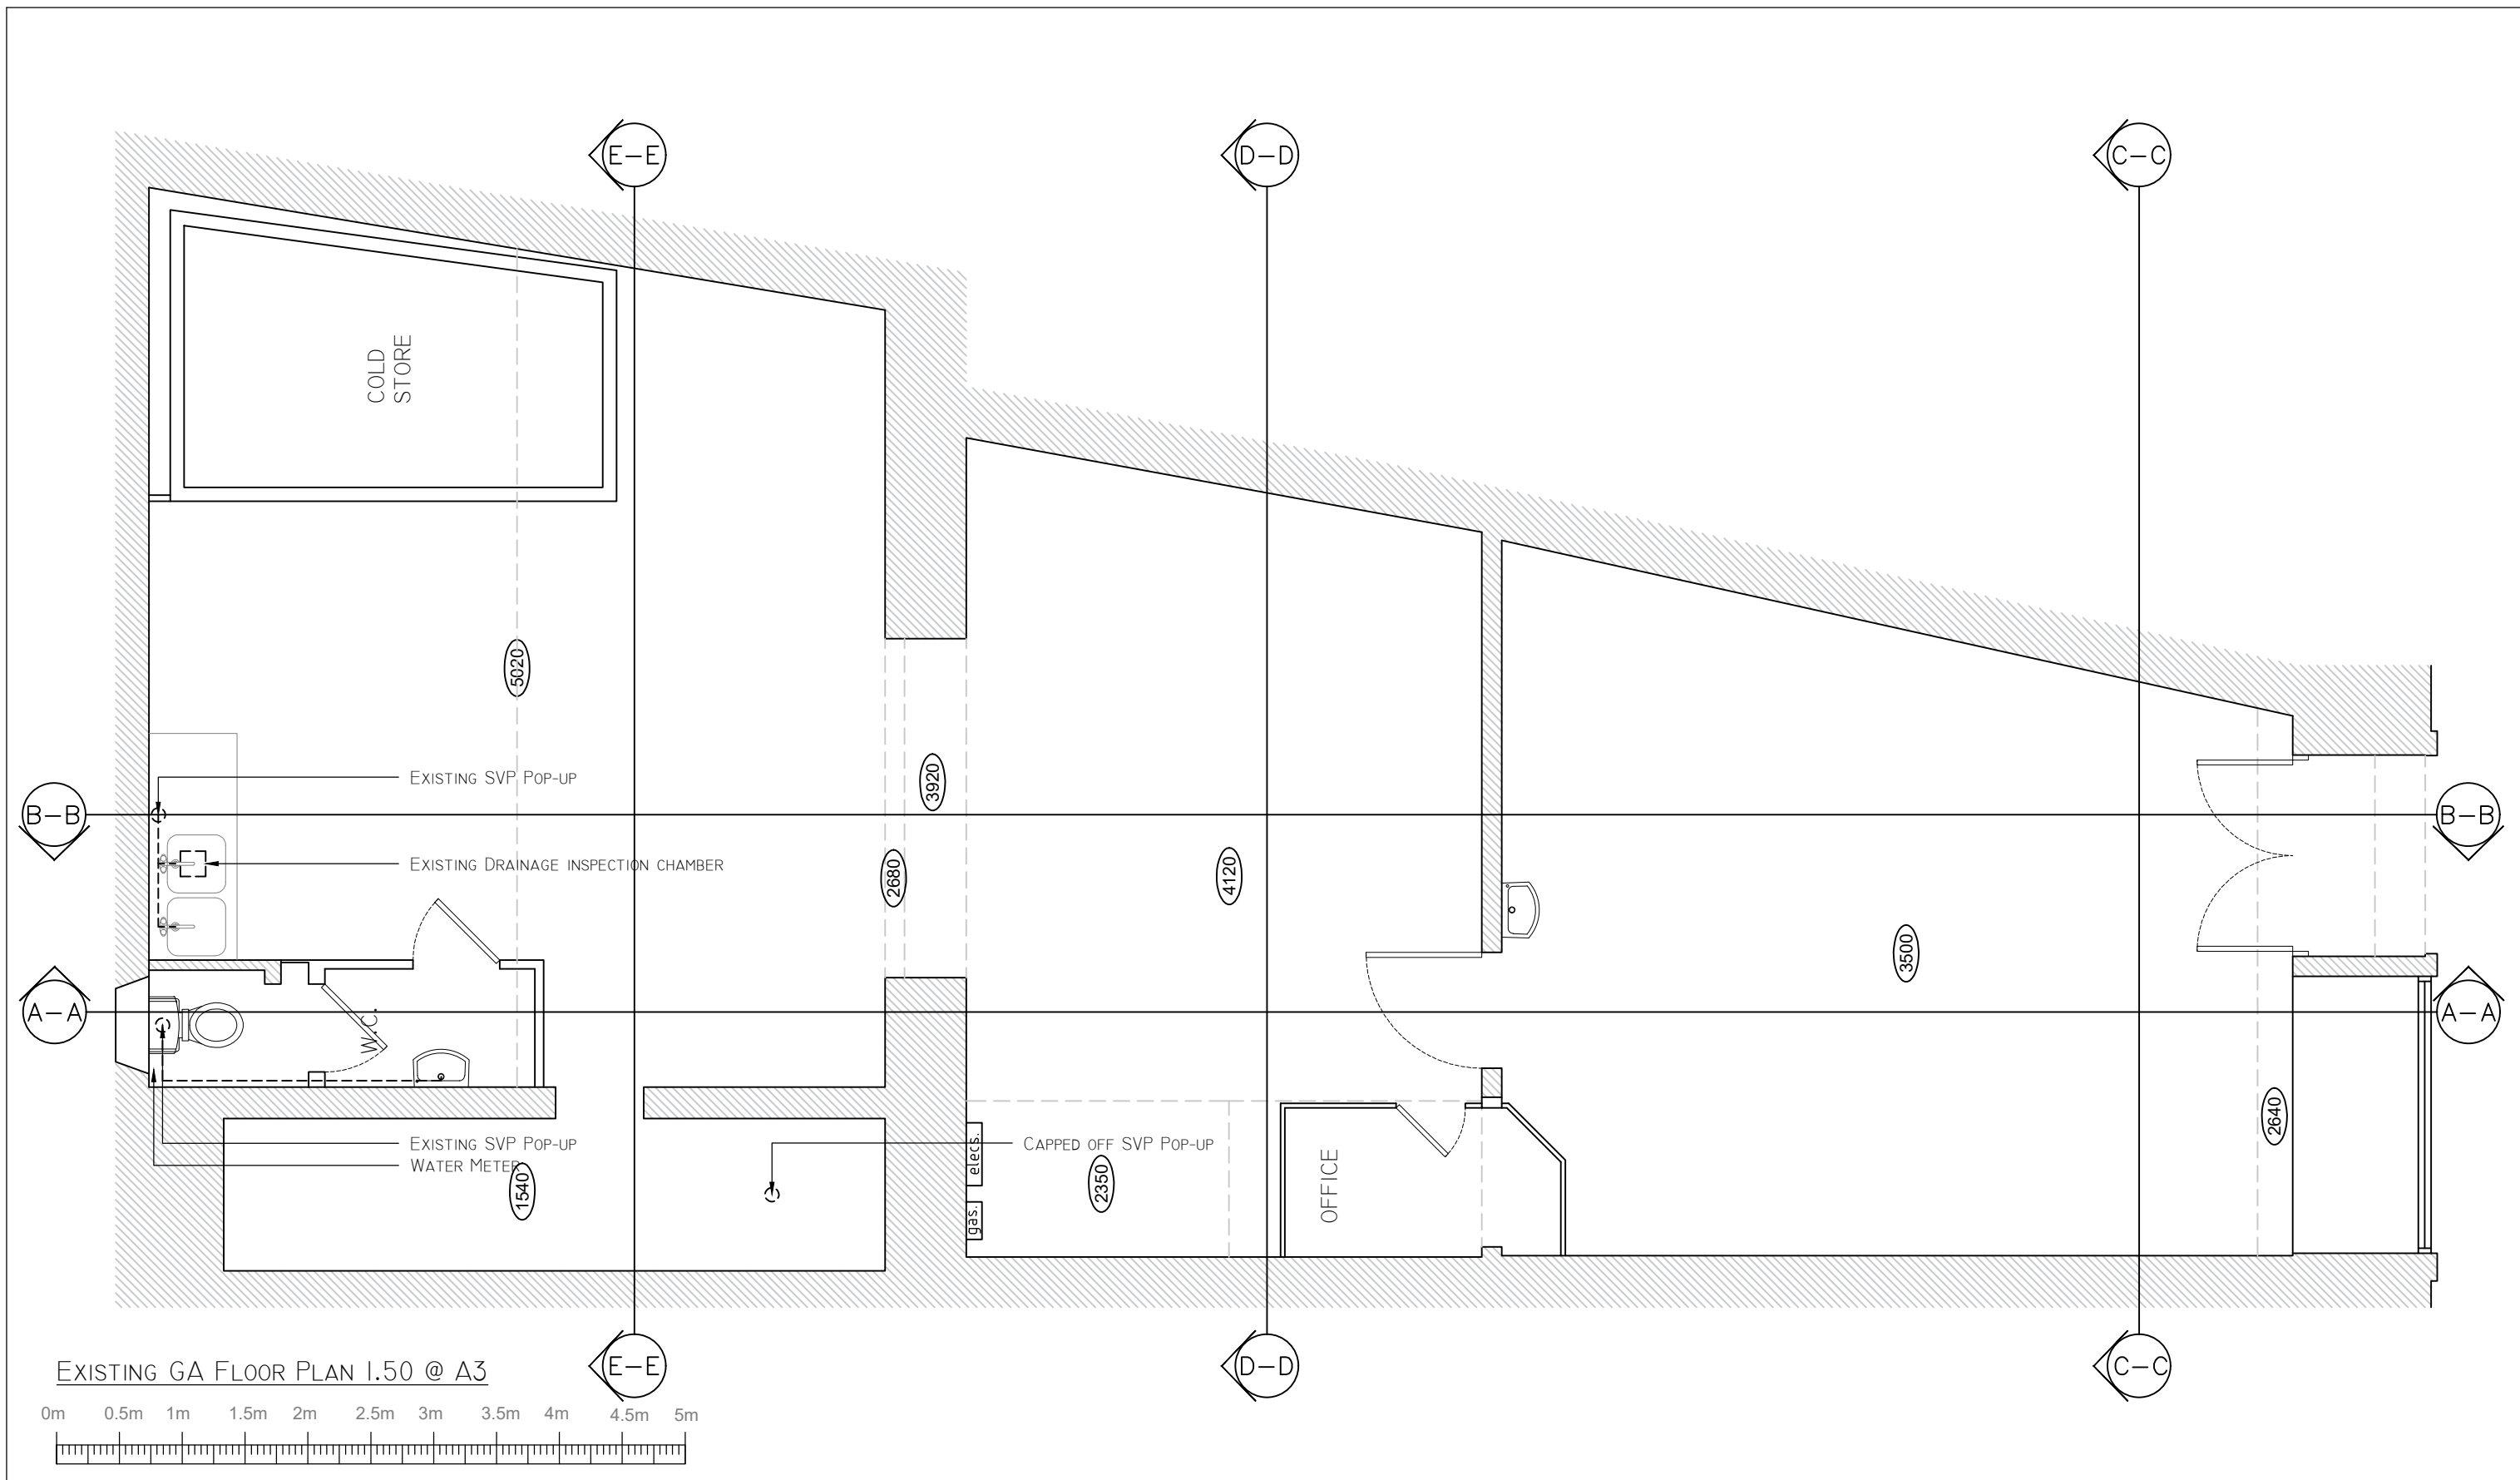 E–E
D–D
C–C
COLD
STORE
5020
EXISTING SVP POP-UP
3920
B–B
B–B
EXISTING DRAINAGE INSPECTION CHAMBER
2680
4120
3500
A–A
W.C.
A–A
2640
EXISTING SVP POP-UP
WATER METER
1540
CAPPED OFF SVP POP-UP
elecs.
gas.
2350
OFFICE
E–E
D–D
C–C
EXISTING GA FLOOR PLAN 1.50 @ A3
0m 0.5m 1m 1.5m 2m 2.5m 3m 3.5m 4m 4.5m 5m